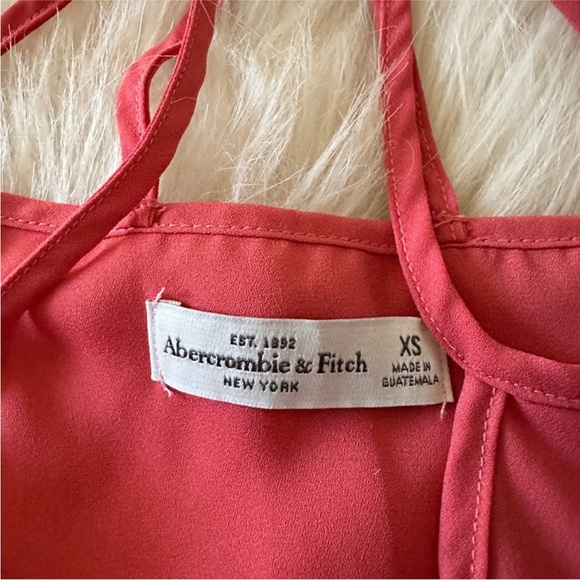 EST. 1892
Abercrombie & Fitch
NEW YORK
XS
MADE IN
GUATEMALA